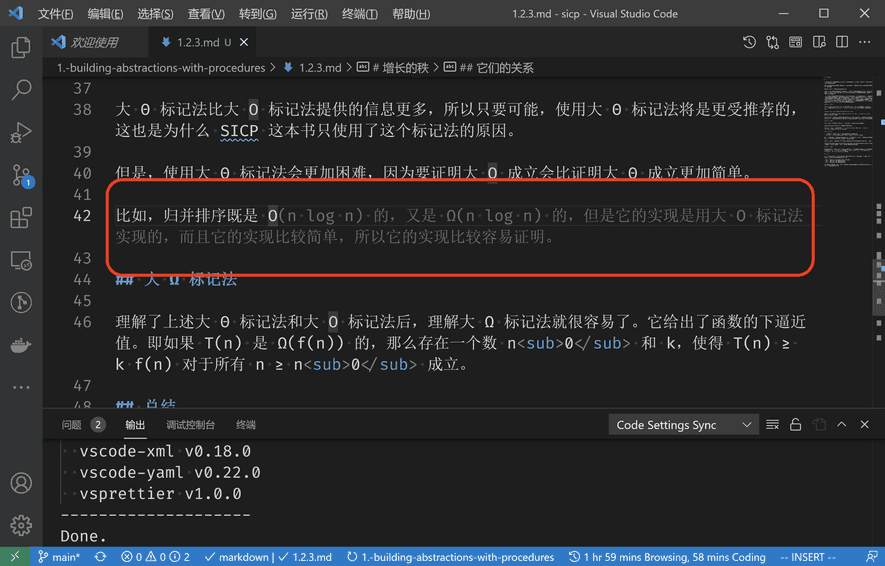 文件(F) 编辑(E) 选择(S) 查看(V) 转到(G) 运行(R) 终端(T) 帮助(H) 1.2.3.md - sicp - Visual Studio Code
欢迎使用 1.2.3.md U
1.-building-abstractions-with-procedures > 1.2.3.md > # 增长的秩 > ## 它们的关系
37
38 大 Θ 标记法比大 O 标记法提供的信息更多，所以只要可能，使用大 Θ 标记法将是更受推荐的，
这也是为什么 SICP 这本书只使用了这个标记法的原因。
39
40 但是，使用大 Θ 标记法会更加困难，因为要证明大 O 成立会比证明大 Θ 成立更加简单。
41
42 比如，归并排序既是 O(n log n) 的，又是 Ω(n log n) 的，但是它的实现是用大 O 标记法
实现的，而且它的实现比较简单，所以它的实现比较容易证明。
43
44 ## 大 Ω 标记法
45
46 理解了上述大 Θ 标记法和大 O 标记法后，理解大 Ω 标记法就很容易了。它给出了函数的下逼近
值。即如果 T(n) 是 Ω(f(n)) 的，那么存在一个数 n<sub>0</sub> 和 k，使得 T(n) ≥
k f(n) 对于所有 n ≥ n<sub>0</sub> 成立。
47
48 ## 总结
问题 2 输出 调试控制台 终端 Code Settings Sync
vscode-xml v0.18.0
vscode-yaml v0.22.0
vsprettier v1.0.0
--------------------
Done.
1
main* 0 0 2 markdown | 1.2.3.md 1.-building-abstractions-with-procedures 1 hr 59 mins Browsing, 58 mins Coding -- INSERT --